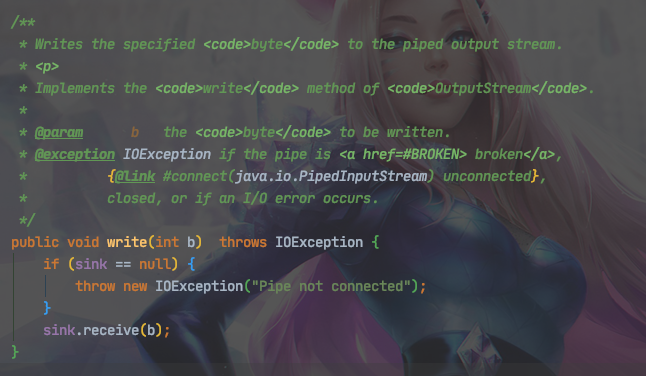 /**
 * Writes the specified <code>byte</code> to the piped output stream.
 * <p>
 * Implements the <code>write</code> method of <code>OutputStream</code>.
 *
 * @param      b   the <code>byte</code> to be written.
 * @exception IOException if the pipe is <a href=#BROKEN> broken</a>,
 *          {@link #connect(java.io.PipedInputStream) unconnected},
 *          closed, or if an I/O error occurs.
 */
public void write(int b)  throws IOException {
    if (sink == null) {
        throw new IOException("Pipe not connected");
    }
    sink.receive(b);
}